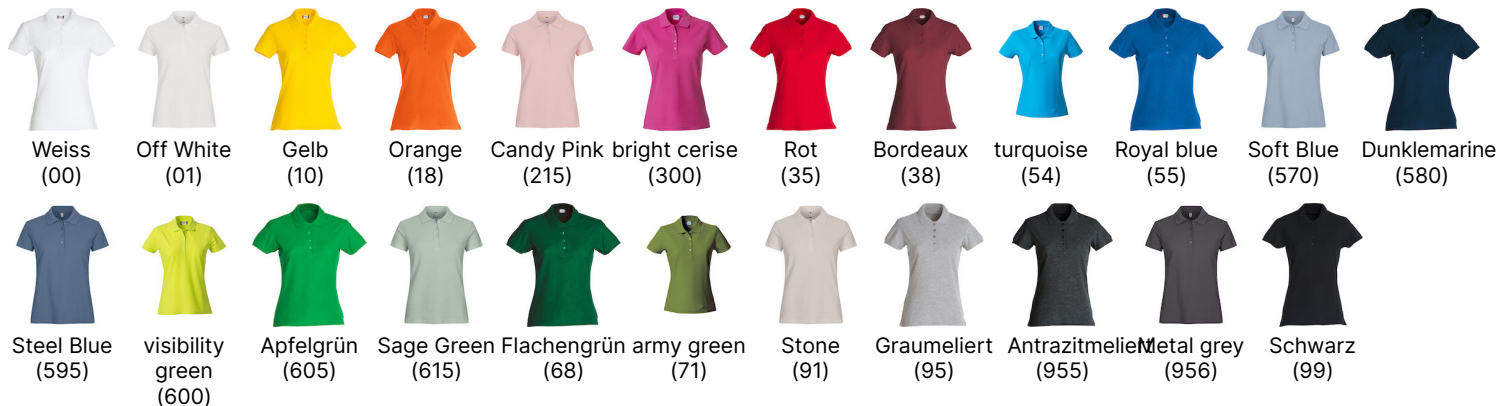 Weiss Off White Gelb Orange Candy Pink bright cerise Rot Bordeaux turquoise Royal blue Soft Blue Dunklemarine
(00) (01) (10) (18) (215) (300) (35) (38) (54) (55) (570) (580)
Steel Blue visibility Apfelgrün Sage Green Flachengrün army green Stone Graumeliert Antrazitmeliert Metal grey Schwarz
(595) green (605) (615) (68) (71) (91) (95) (955) (956) (99)
(600)